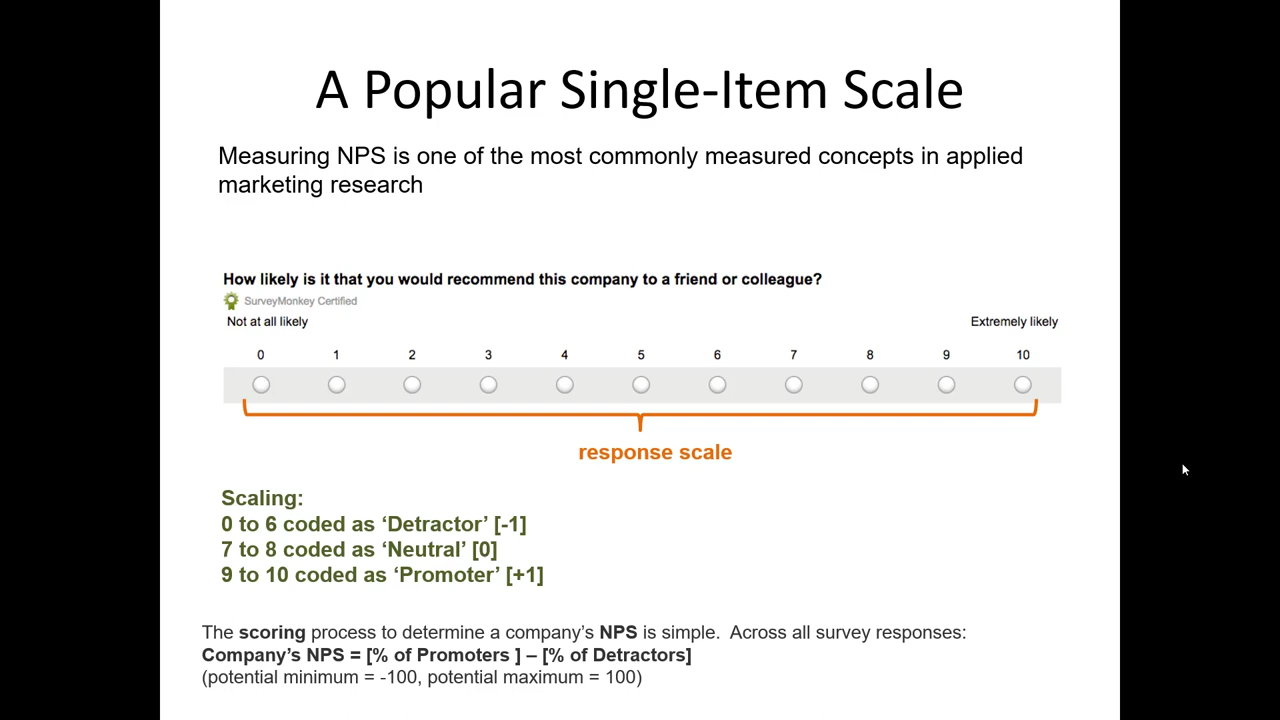 A Popular Single-Item Scale
Measuring NPS is one of the most commonly measured concepts in applied
marketing research
How likely is it that you would recommend this company to a friend or colleague?
SurveyMonkey Certified
Not at all likely Extremely likely
0 1 2 3 4 5 6 7 8 9 10
response scale
Scaling:
0 to 6 coded as ‘Detractor’ [-1]
7 to 8 coded as ‘Neutral’ [0]
9 to 10 coded as ‘Promoter’ [+1]
The scoring process to determine a company’s NPS is simple.  Across all survey responses:
Company’s NPS = [% of Promoters ] – [% of Detractors]
(potential minimum = -100, potential maximum = 100)